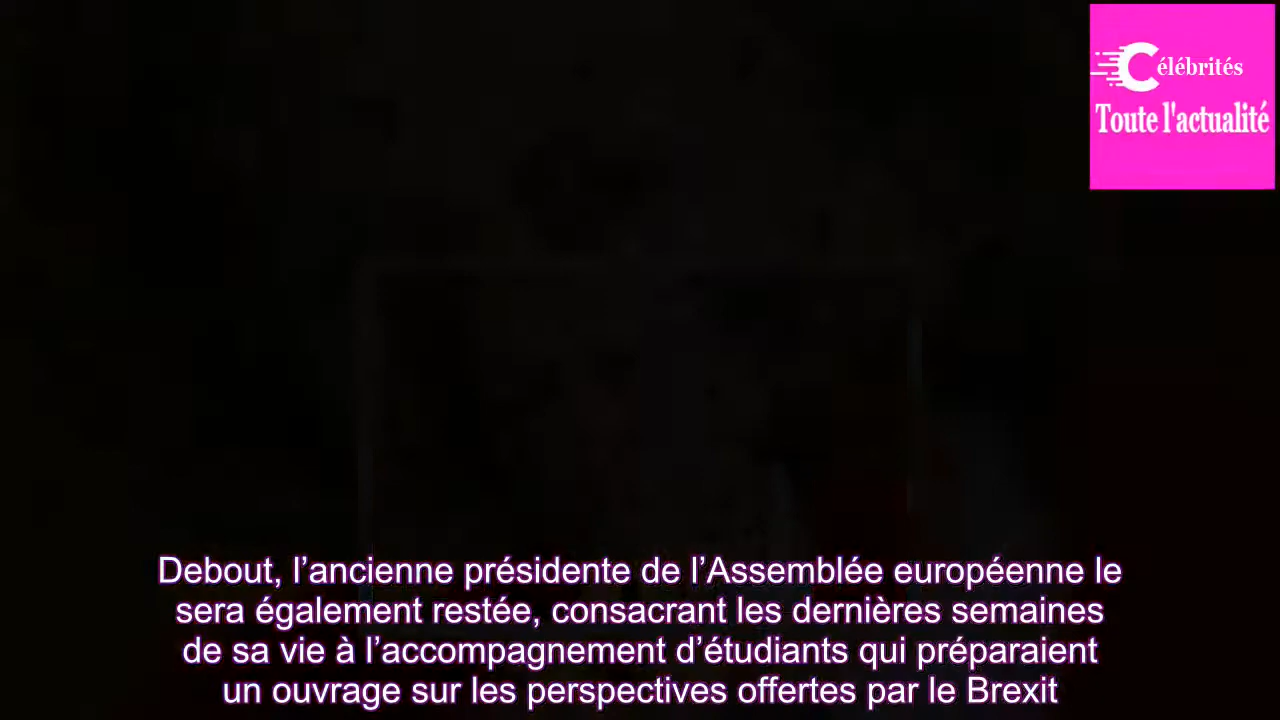 Célébrités
Toute l'actualité
Debout, l’ancienne présidente de l’Assemblée européenne le
sera également restée, consacrant les dernières semaines
de sa vie à l’accompagnement d’étudiants qui préparaient
un ouvrage sur les perspectives offertes par le Brexit